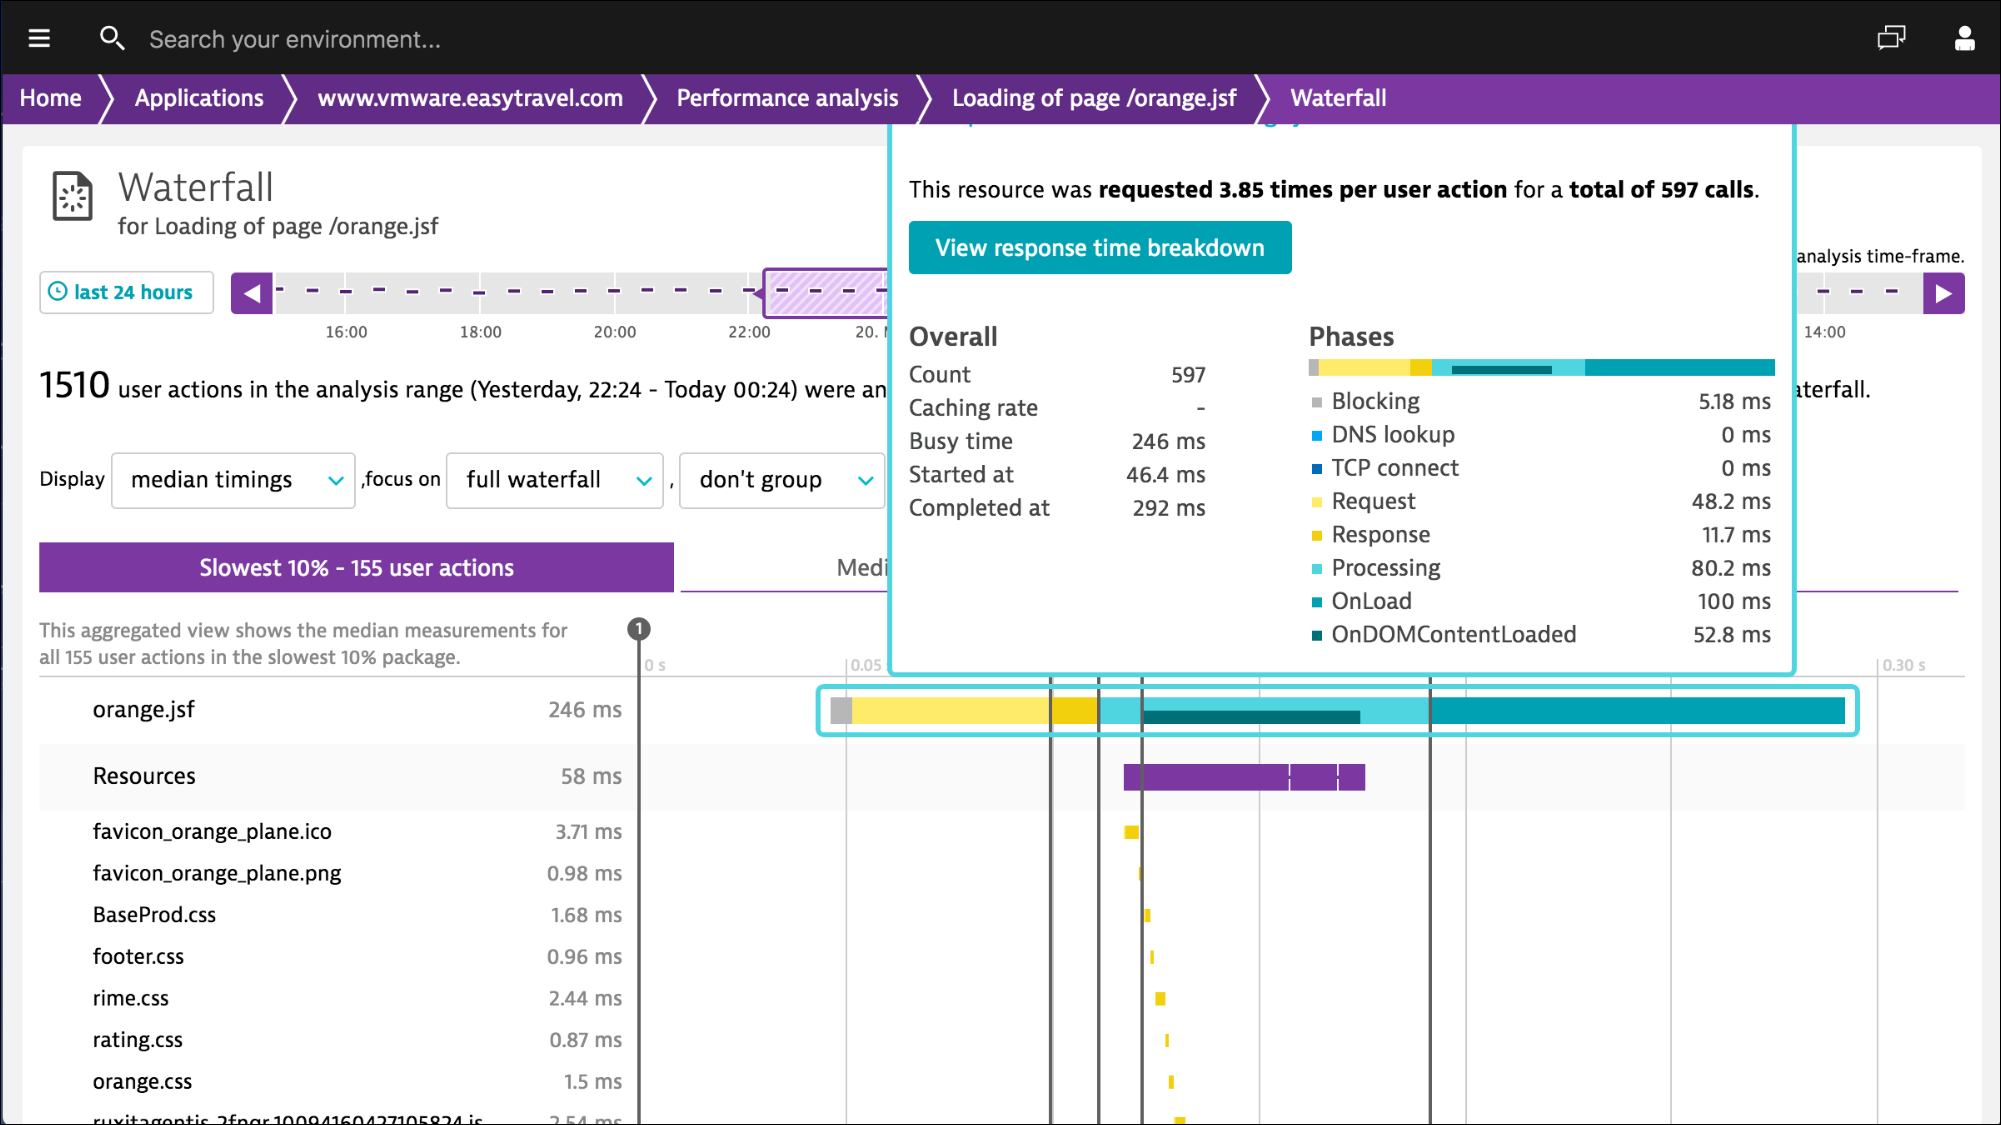 Search your environment...
Home
Applications
www.vmware.easytravel.com
Performance analysis
Loading of page /orange.jsf
Waterfall
Waterfall
for Loading of page /orange.jsf
This resource was requested 3.85 times per user action for a total of 597 calls.
View response time breakdown
analysis time-frame.
last 24 hours
16:00
18:00
20:00
22:00
20.
14:00
1510 user actions in the analysis range (Yesterday, 22:24 - Today 00:24) were an
aterfall.
Display median timings ,focus on full waterfall , don't group
Overall
Count 597
Caching rate -
Busy time 246 ms
Started at 46.4 ms
Completed at 292 ms
Phases
Blocking 5.18 ms
DNS lookup 0 ms
TCP connect 0 ms
Request 48.2 ms
Response 11.7 ms
Processing 80.2 ms
OnLoad 100 ms
OnDOMContentLoaded 52.8 ms
Slowest 10% - 155 user actions
Medi
This aggregated view shows the median measurements for
all 155 user actions in the slowest 10% package.
1
0 s
0.05
0.30 s
orange.jsf 246 ms
Resources 58 ms
favicon_orange_plane.ico 3.71 ms
favicon_orange_plane.png 0.98 ms
BaseProd.css 1.68 ms
footer.css 0.96 ms
rime.css 2.44 ms
rating.css 0.87 ms
orange.css 1.5 ms
ruxitagentjs_2fnqr_10094160427105824.js 2.54 ms